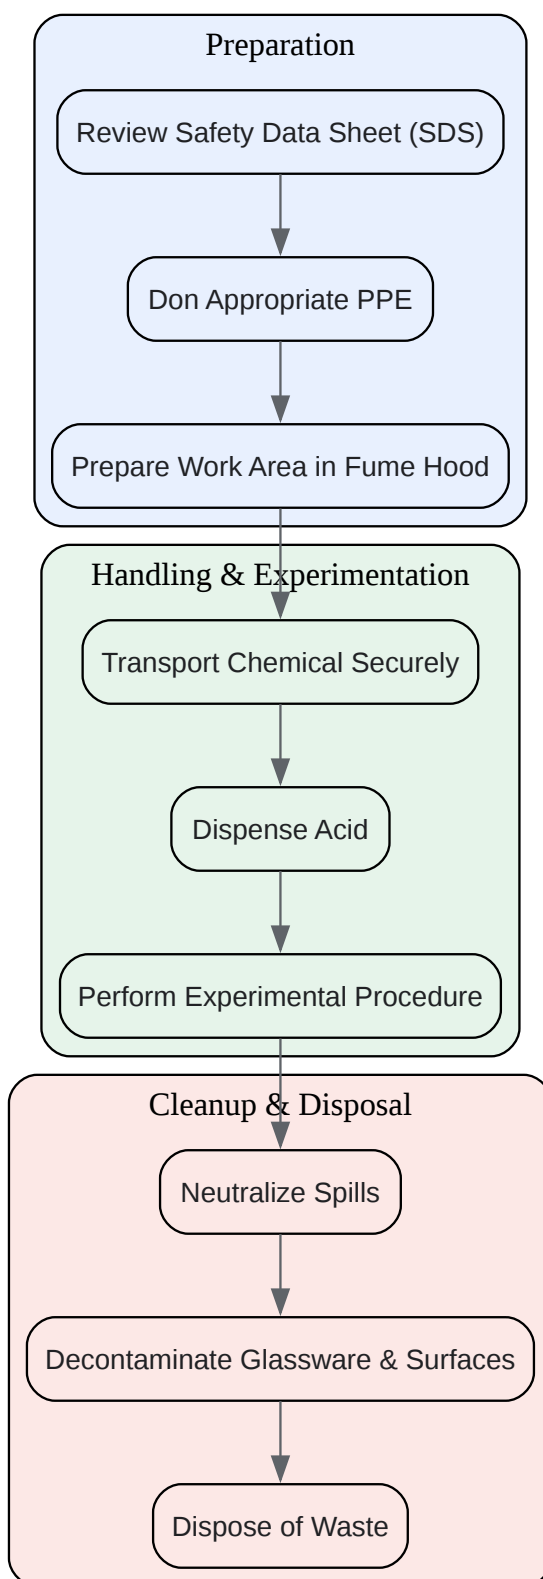 Preparation
Review Safety Data Sheet (SDS)
Don Appropriate PPE
Prepare Work Area in Fume Hood
Handling & Experimentation
Transport Chemical Securely
Dispense Acid
Perform Experimental Procedure
Cleanup & Disposal
Neutralize Spills
Decontaminate Glassware & Surfaces
Dispose of Waste